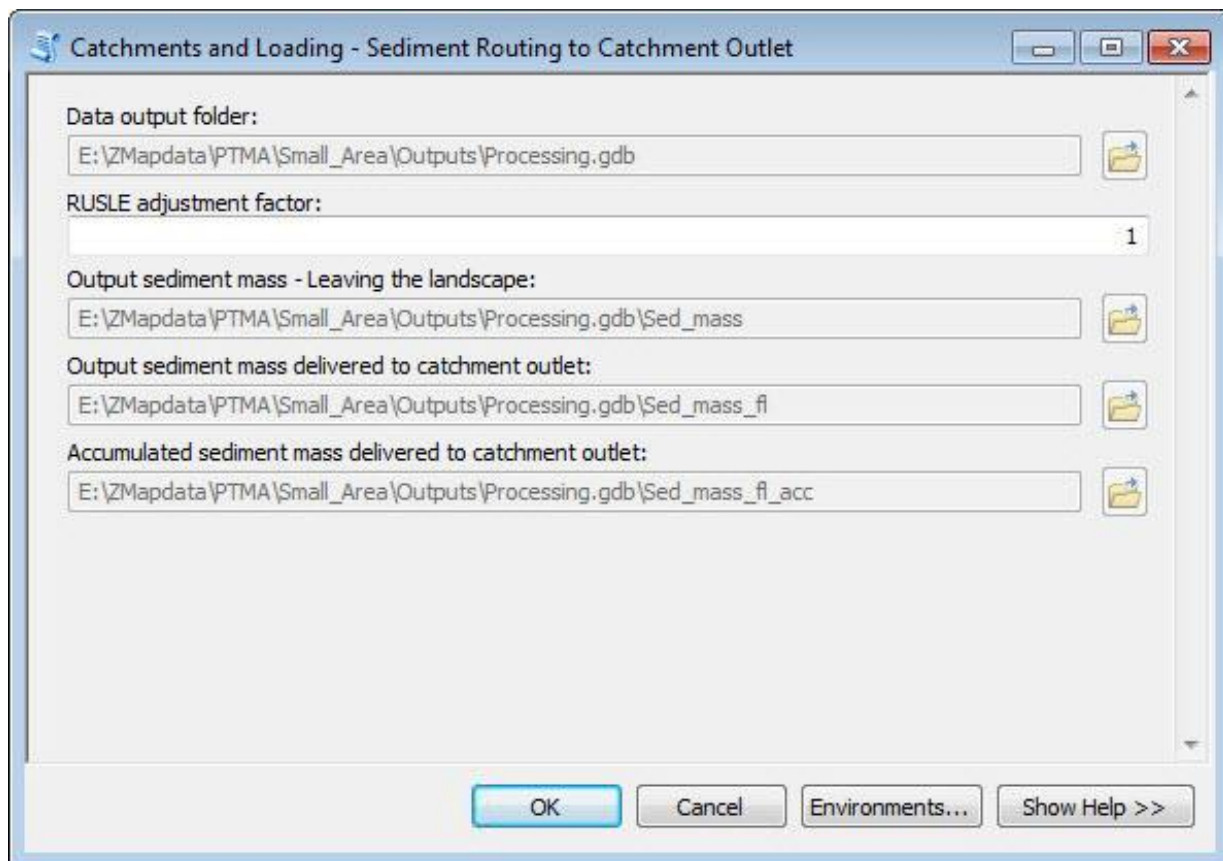 Catchments and Loading - Sediment Routing to Catchment Outlet
Data output folder:
E:\ZMapdata\PTMA\Small_Area\Outputs\Processing.gdb
RUSLE adjustment factor:
1
Output sediment mass - Leaving the landscape:
E:\ZMapdata\PTMA\Small_Area\Outputs\Processing.gdb\Sed_mass
Output sediment mass delivered to catchment outlet:
E:\ZMapdata\PTMA\Small_Area\Outputs\Processing.gdb\Sed_mass_fl
Accumulated sediment mass delivered to catchment outlet:
E:\ZMapdata\PTMA\Small_Area\Outputs\Processing.gdb\Sed_mass_fl_acc
OK Cancel Environments... Show Help >>